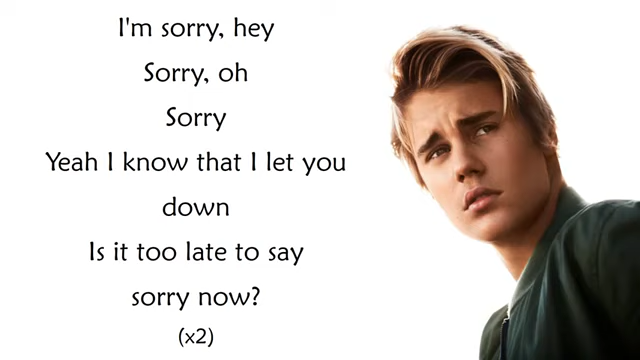 I'm sorry, hey
Sorry, oh
Sorry
Yeah I know that I let you
down
Is it too late to say
sorry now?
(x2)